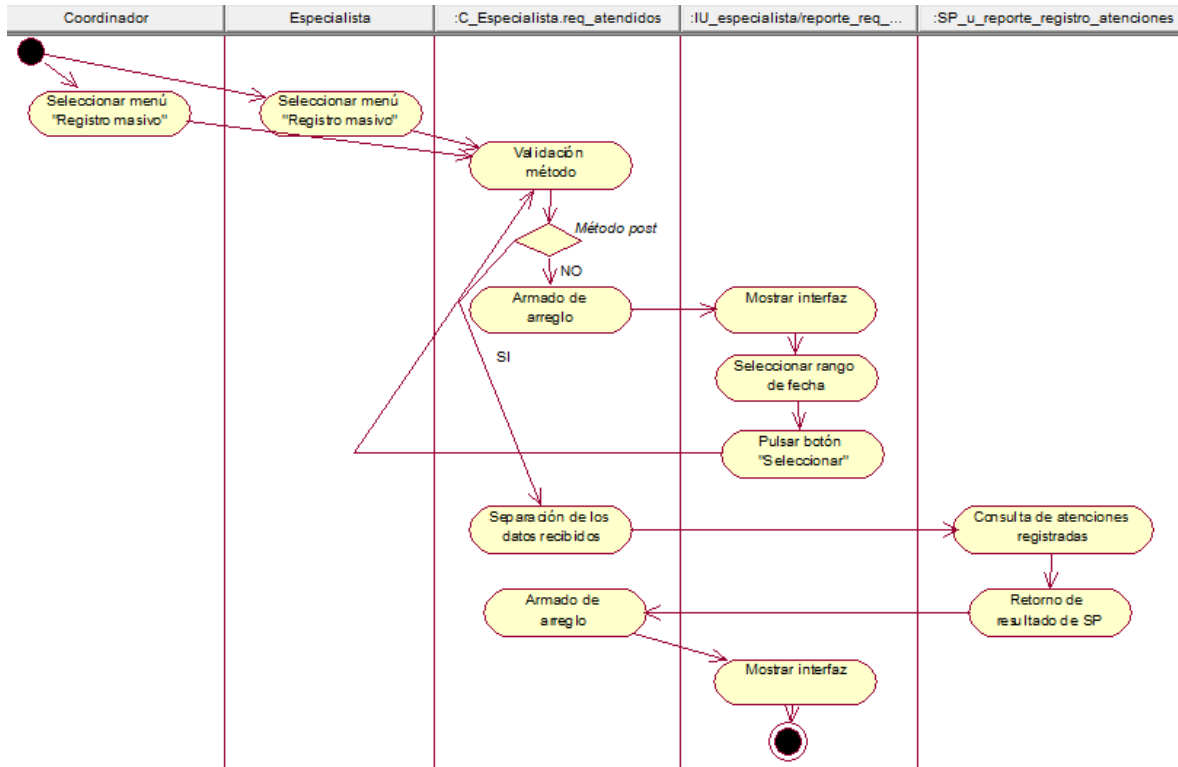 Coordinador
Especialista
:C_Especialista.req_atendidos
:IU_especialista/reporte_req_...
:SP_u_reporte_registro_atenciones
Seleccionar menú
"Registro masivo"
Seleccionar menú
"Registro masivo"
Validación
método
Método post
NO
Armado de
arreglo
Mostrar interfaz
SI
Seleccionar rango
de fecha
Pulsar botón
"Seleccionar"
Separación de los
datos recibidos
Consulta de atenciones
registradas
Armado de
arreglo
Retorno de
resultado de SP
Mostrar interfaz